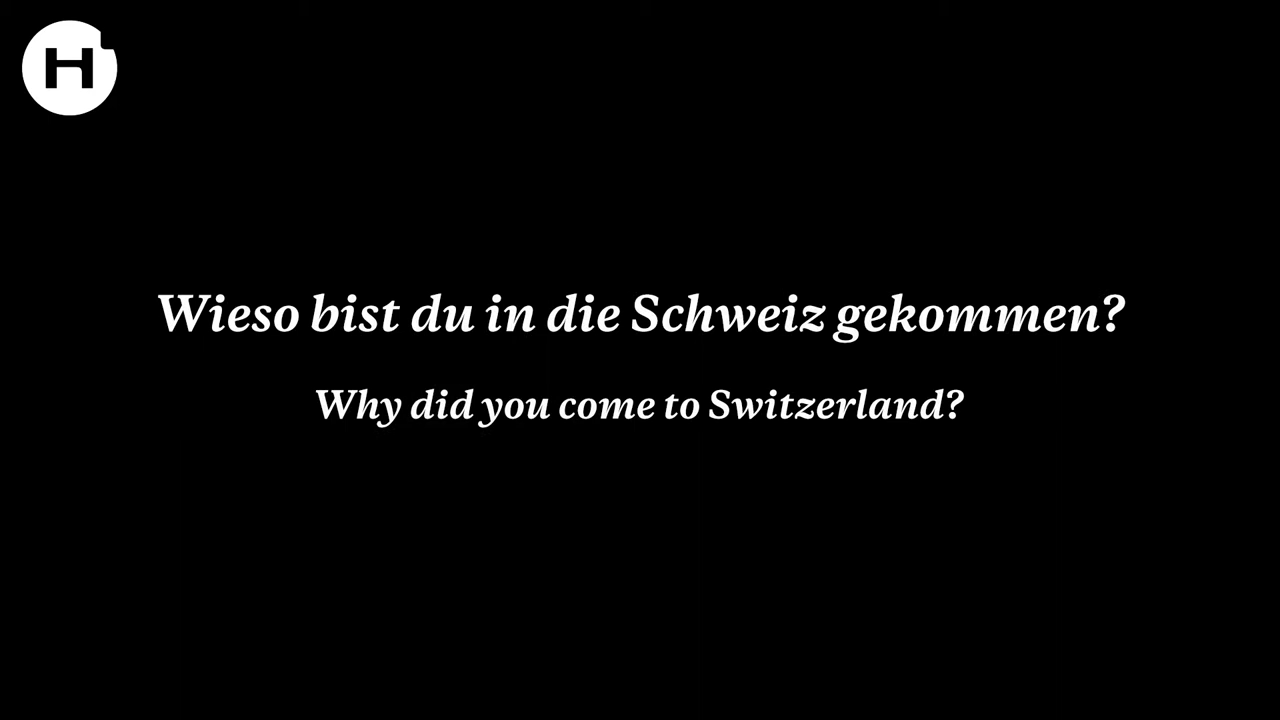 H
Wieso bist du in die Schweiz gekommen?
Why did you come to Switzerland?